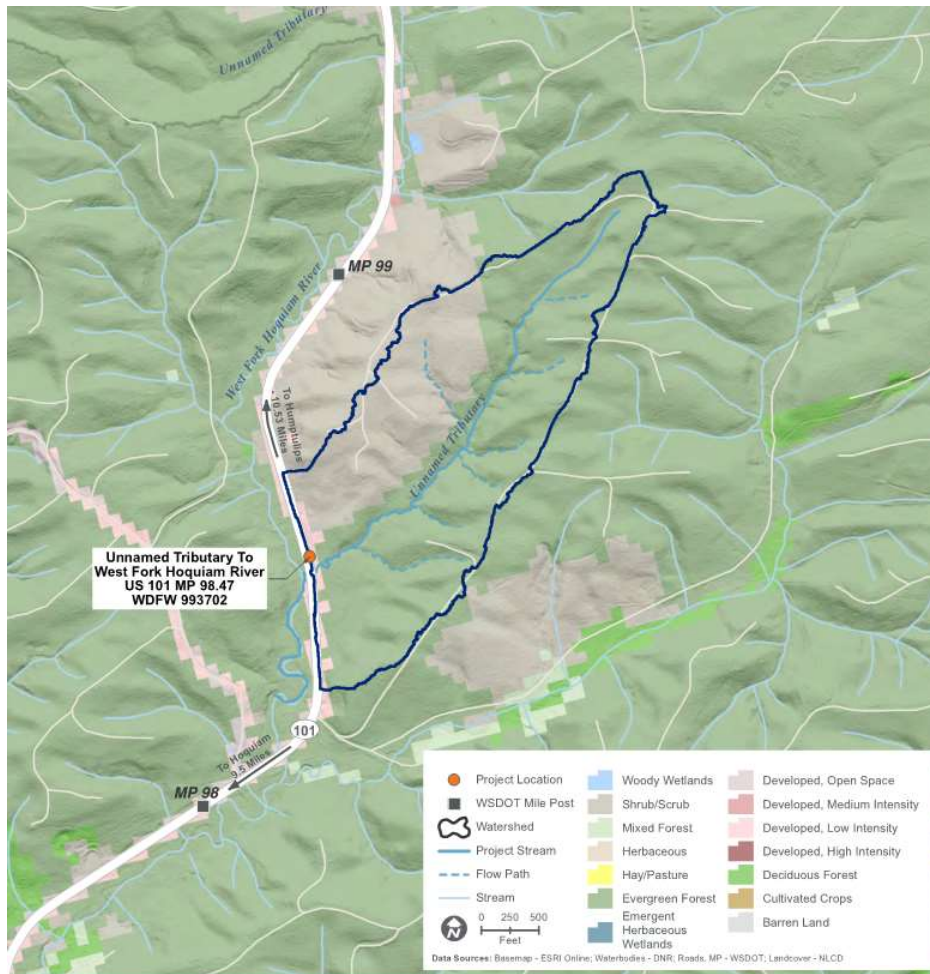 Unnamed Tributary
MP 99
West Fork Hoquiam River
To Humptulips
10.53 Miles
Unnamed Tributary
Unnamed Tributary To
West Fork Hoquiam River
US 101 MP 98.47
WDFW 993702
101
To Hoquiam
9.5 Miles
MP 98
Project Location
WSDOT Mile Post
Watershed
Project Stream
Flow Path
Stream
N
0 250 500
Feet
Woody Wetlands
Shrub/Scrub
Mixed Forest
Herbaceous
Hay/Pasture
Evergreen Forest
Emergent
Herbaceous
Wetlands
Developed, Open Space
Developed, Medium Intensity
Developed, Low Intensity
Developed, High Intensity
Deciduous Forest
Cultivated Crops
Barren Land
Data Sources: Basemap - ESRI Online; Waterbodies - DNR; Roads, MP - WSDOT; Landcover - NLCD